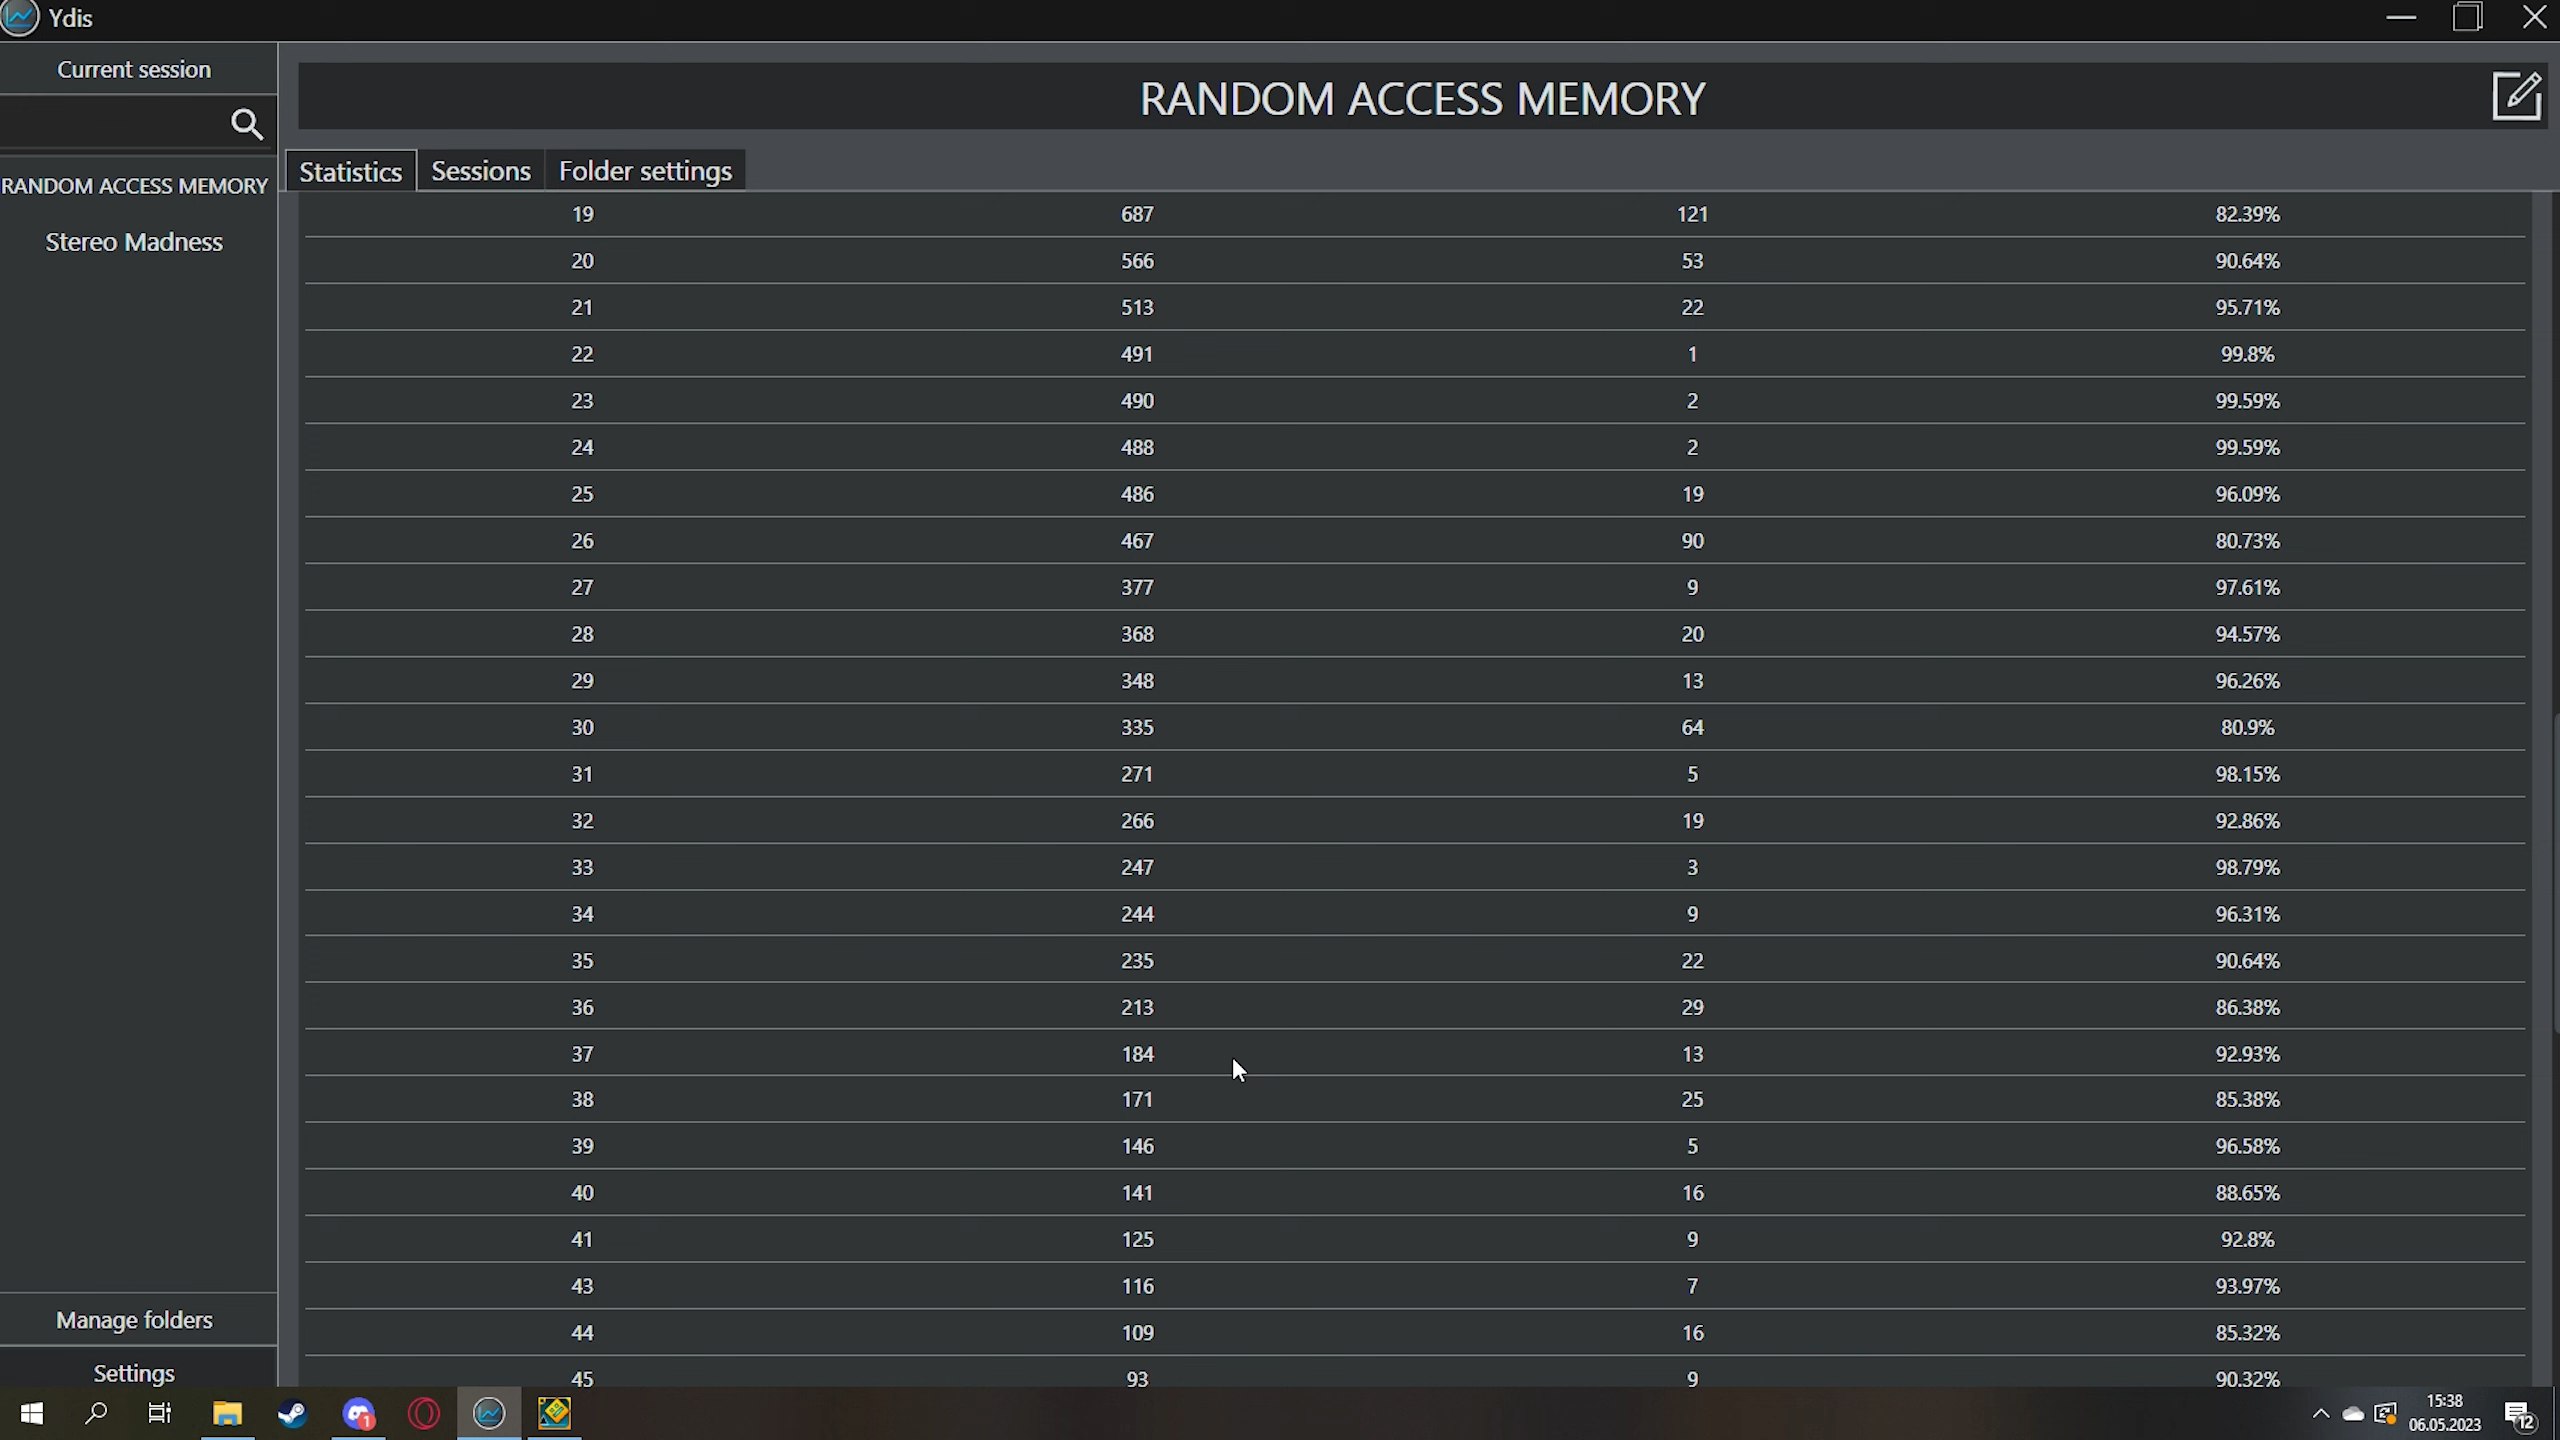 Ydis
Current session
RANDOM ACCESS MEMORY
Stereo Madness
Manage folders
Settings
RANDOM ACCESS MEMORY
Statistics Sessions Folder settings
19 687 121 82.39%
20 566 53 90.64%
21 513 22 95.71%
22 491 1 99.8%
23 490 2 99.59%
24 488 2 99.59%
25 486 19 96.09%
26 467 90 80.73%
27 377 9 97.61%
28 368 20 94.57%
29 348 13 96.26%
30 335 64 80.9%
31 271 5 98.15%
32 266 19 92.86%
33 247 3 98.79%
34 244 9 96.31%
35 235 22 90.64%
36 213 29 86.38%
37 184 13 92.93%
38 171 25 85.38%
39 146 5 96.58%
40 141 16 88.65%
41 125 9 92.8%
43 116 7 93.97%
44 109 16 85.32%
45 93 9 90.32%
1
15:38
06.05.2023
12